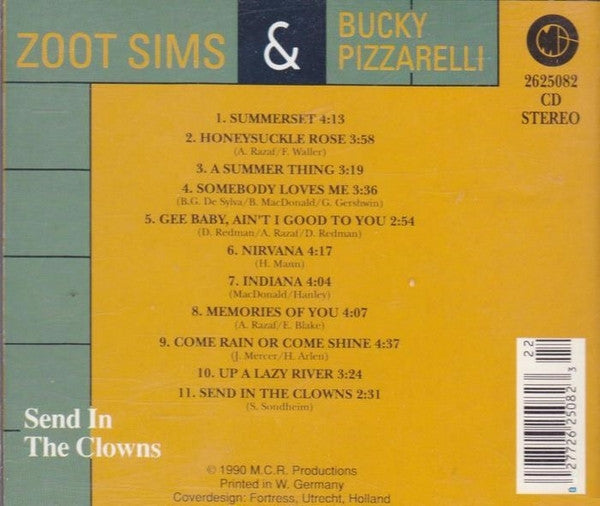 ZOOT SIMS & BUCKY
PIZZARELLI
2625082
CD
STEREO
1. SUMMERSET 4:13
2. HONEYSUCKLE ROSE 3:58
(A. Razaf/F. Waller)
3. A SUMMER THING 3:19
4. SOMEBODY LOVES ME 3:36
(B.G. De Sylva/B. MacDonald/G. Gershwin)
5. GEE BABY, AIN'T I GOOD TO YOU 2:54
(D. Redman/A. Razaf/D. Redman)
6. NIRVANA 4:17
(H. Mann)
7. INDIANA 4:04
(MacDonald/Hanley)
8. MEMORIES OF YOU 4:07
(A. Razaf/E. Blake)
9. COME RAIN OR COME SHINE 4:37
(J. Mercer/H. Arlen)
10. UP A LAZY RIVER 3:24
11. SEND IN THE CLOWNS 2:31
(S. Sondheim)
Send In
The Clowns
© 1990 M.C.R. Productions
Printed in W. Germany
Coverdesign: Fortress, Utrecht, Holland
22
0 27726 25082 3